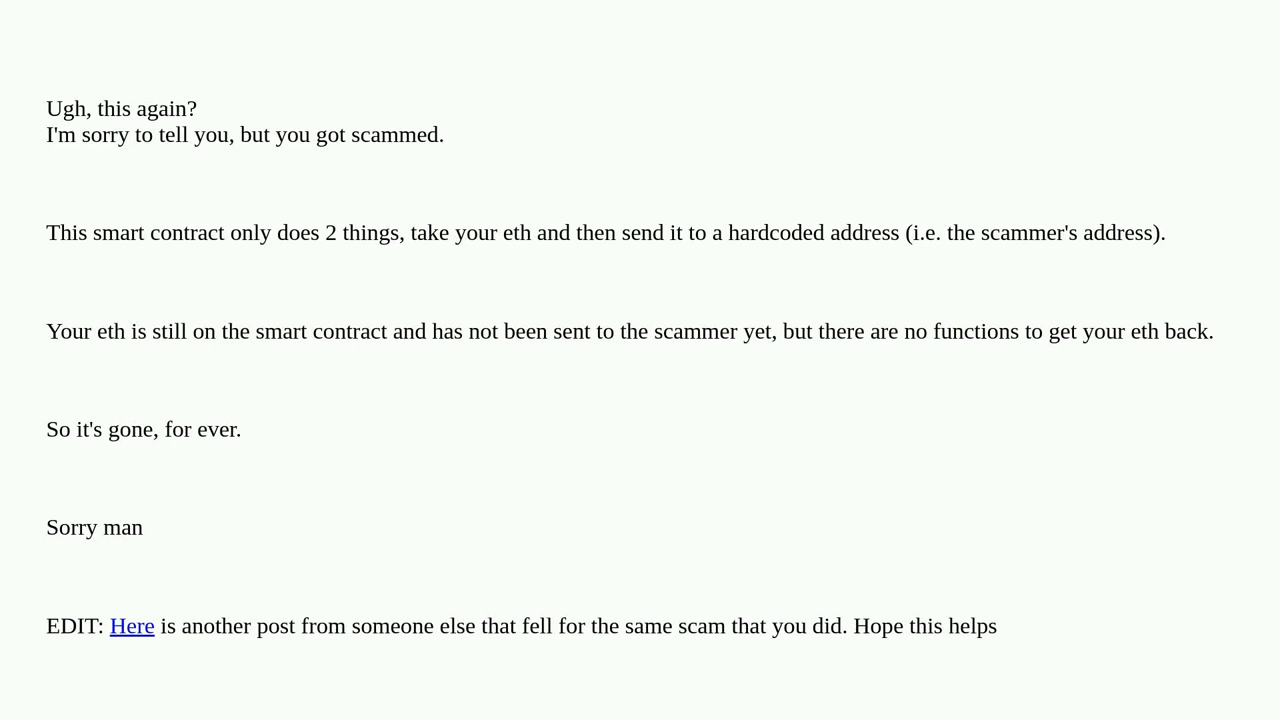 Ugh, this again?
I'm sorry to tell you, but you got scammed.
This smart contract only does 2 things, take your eth and then send it to a hardcoded address (i.e. the scammer's address).
Your eth is still on the smart contract and has not been sent to the scammer yet, but there are no functions to get your eth back.
So it's gone, for ever.
Sorry man
EDIT: Here is another post from someone else that fell for the same scam that you did. Hope this helps